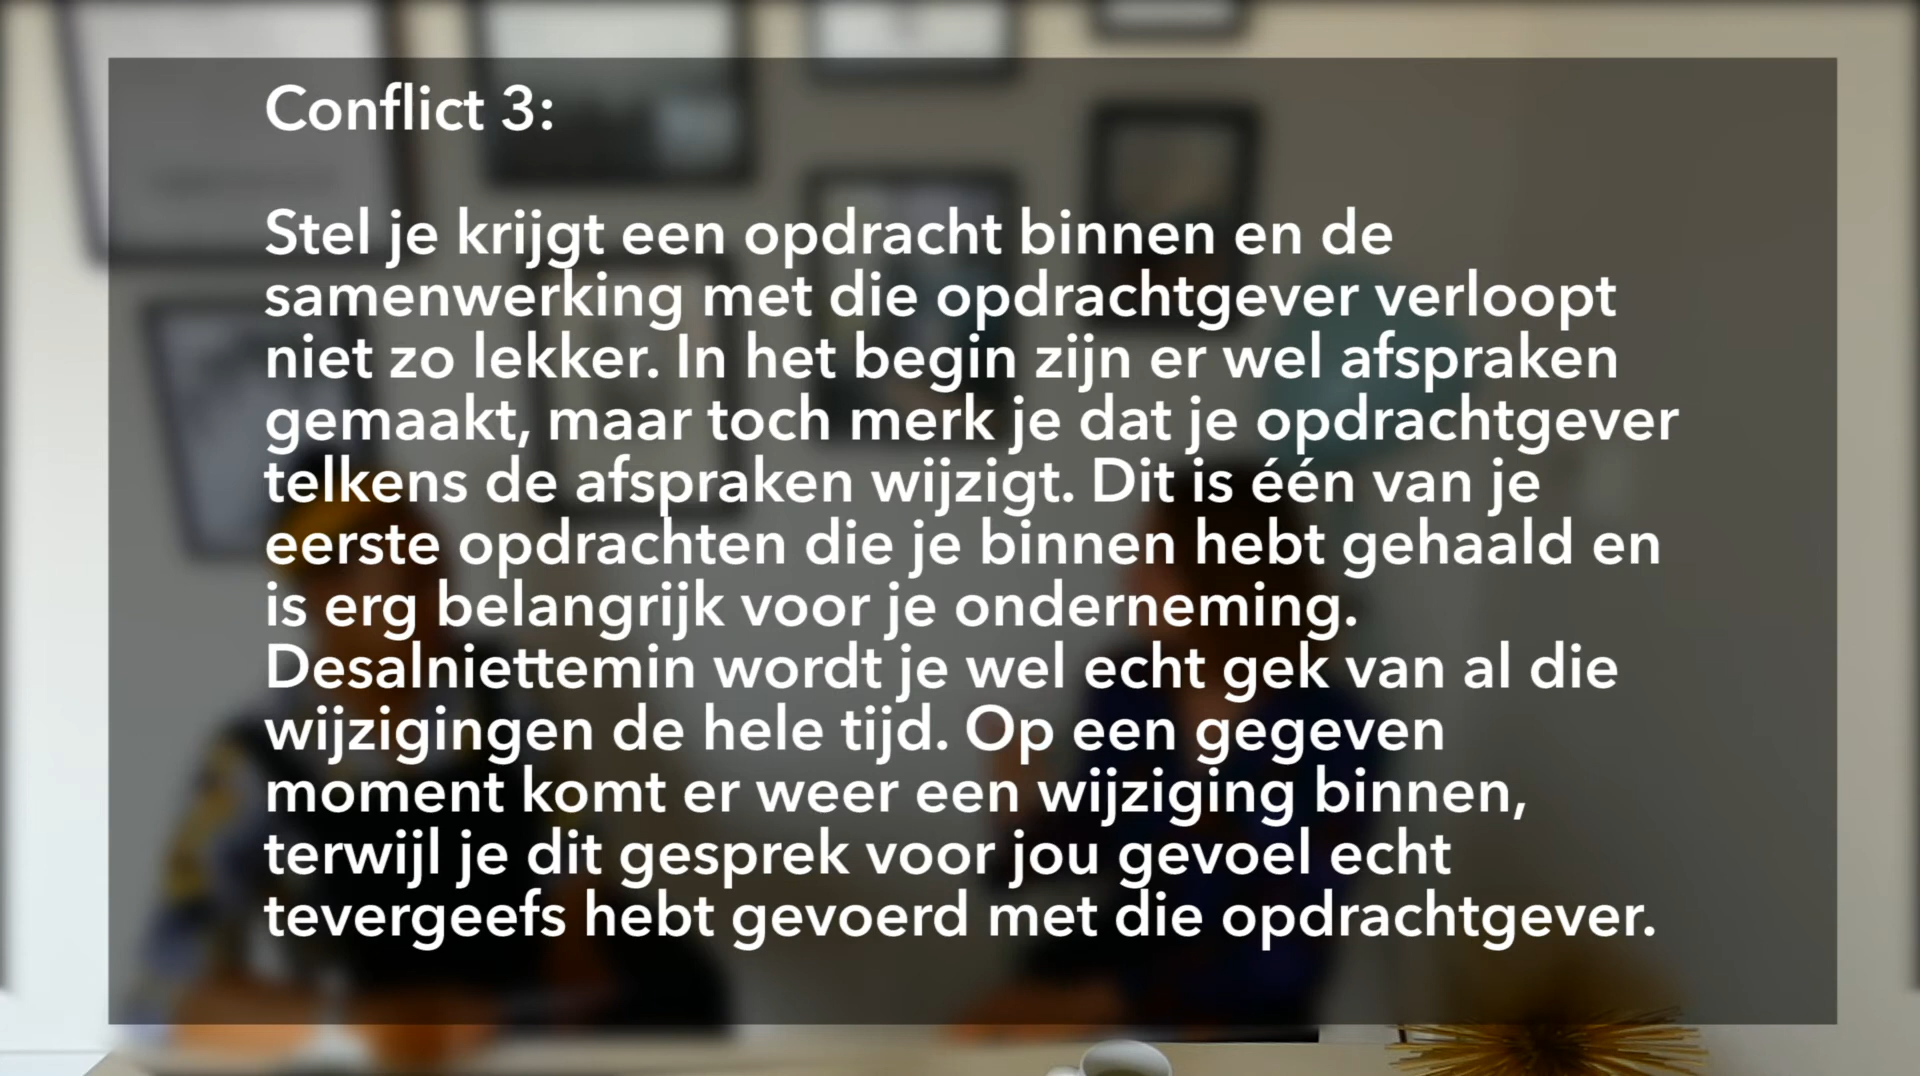 Conflict 3:
Stel je krijgt een opdracht binnen en de
samenwerking met die opdrachtgever verloopt
niet zo lekker. In het begin zijn er wel afspraken
gemaakt, maar toch merk je dat je opdrachtgever
telkens de afspraken wijzigt. Dit is één van je
eerste opdrachten die je binnen hebt gehaald en
is erg belangrijk voor je onderneming.
Desalniettemin wordt je wel echt gek van al die
wijzigingen de hele tijd. Op een gegeven
moment komt er weer een wijziging binnen,
terwijl je dit gesprek voor jou gevoel echt
tevergeefs hebt gevoerd met die opdrachtgever.